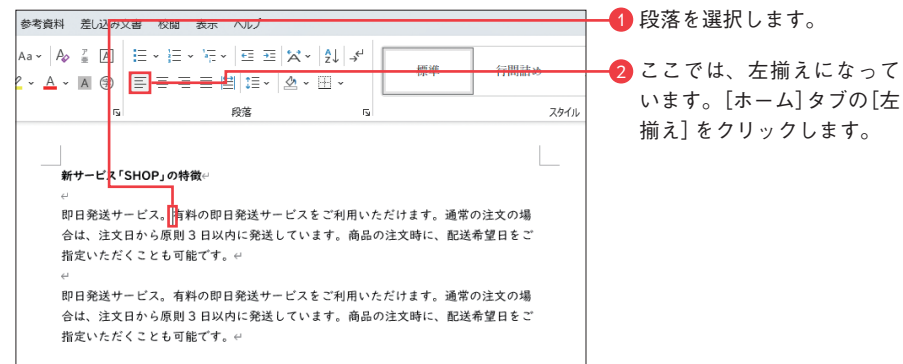 参考資料 差し込み文書 校閲 表示 ヘルプ
Aa
段落
標準 行間詰め
スタイル
新サービス「SHOP」の特徴
即日発送サービス。有料の即日発送サービスをご利用いただけます。通常の注文の場
合は、注文日から原則3日以内に発送しています。商品の注文時に、配送希望日をご
指定いただくことも可能です。
即日発送サービス。有料の即日発送サービスをご利用いただけます。通常の注文の場
合は、注文日から原則3日以内に発送しています。商品の注文時に、配送希望日をご
指定いただくことも可能です。
1 段落を選択します。
2 ここでは、左揃えになって
います。[ホーム]タブの[左
揃え]をクリックします。